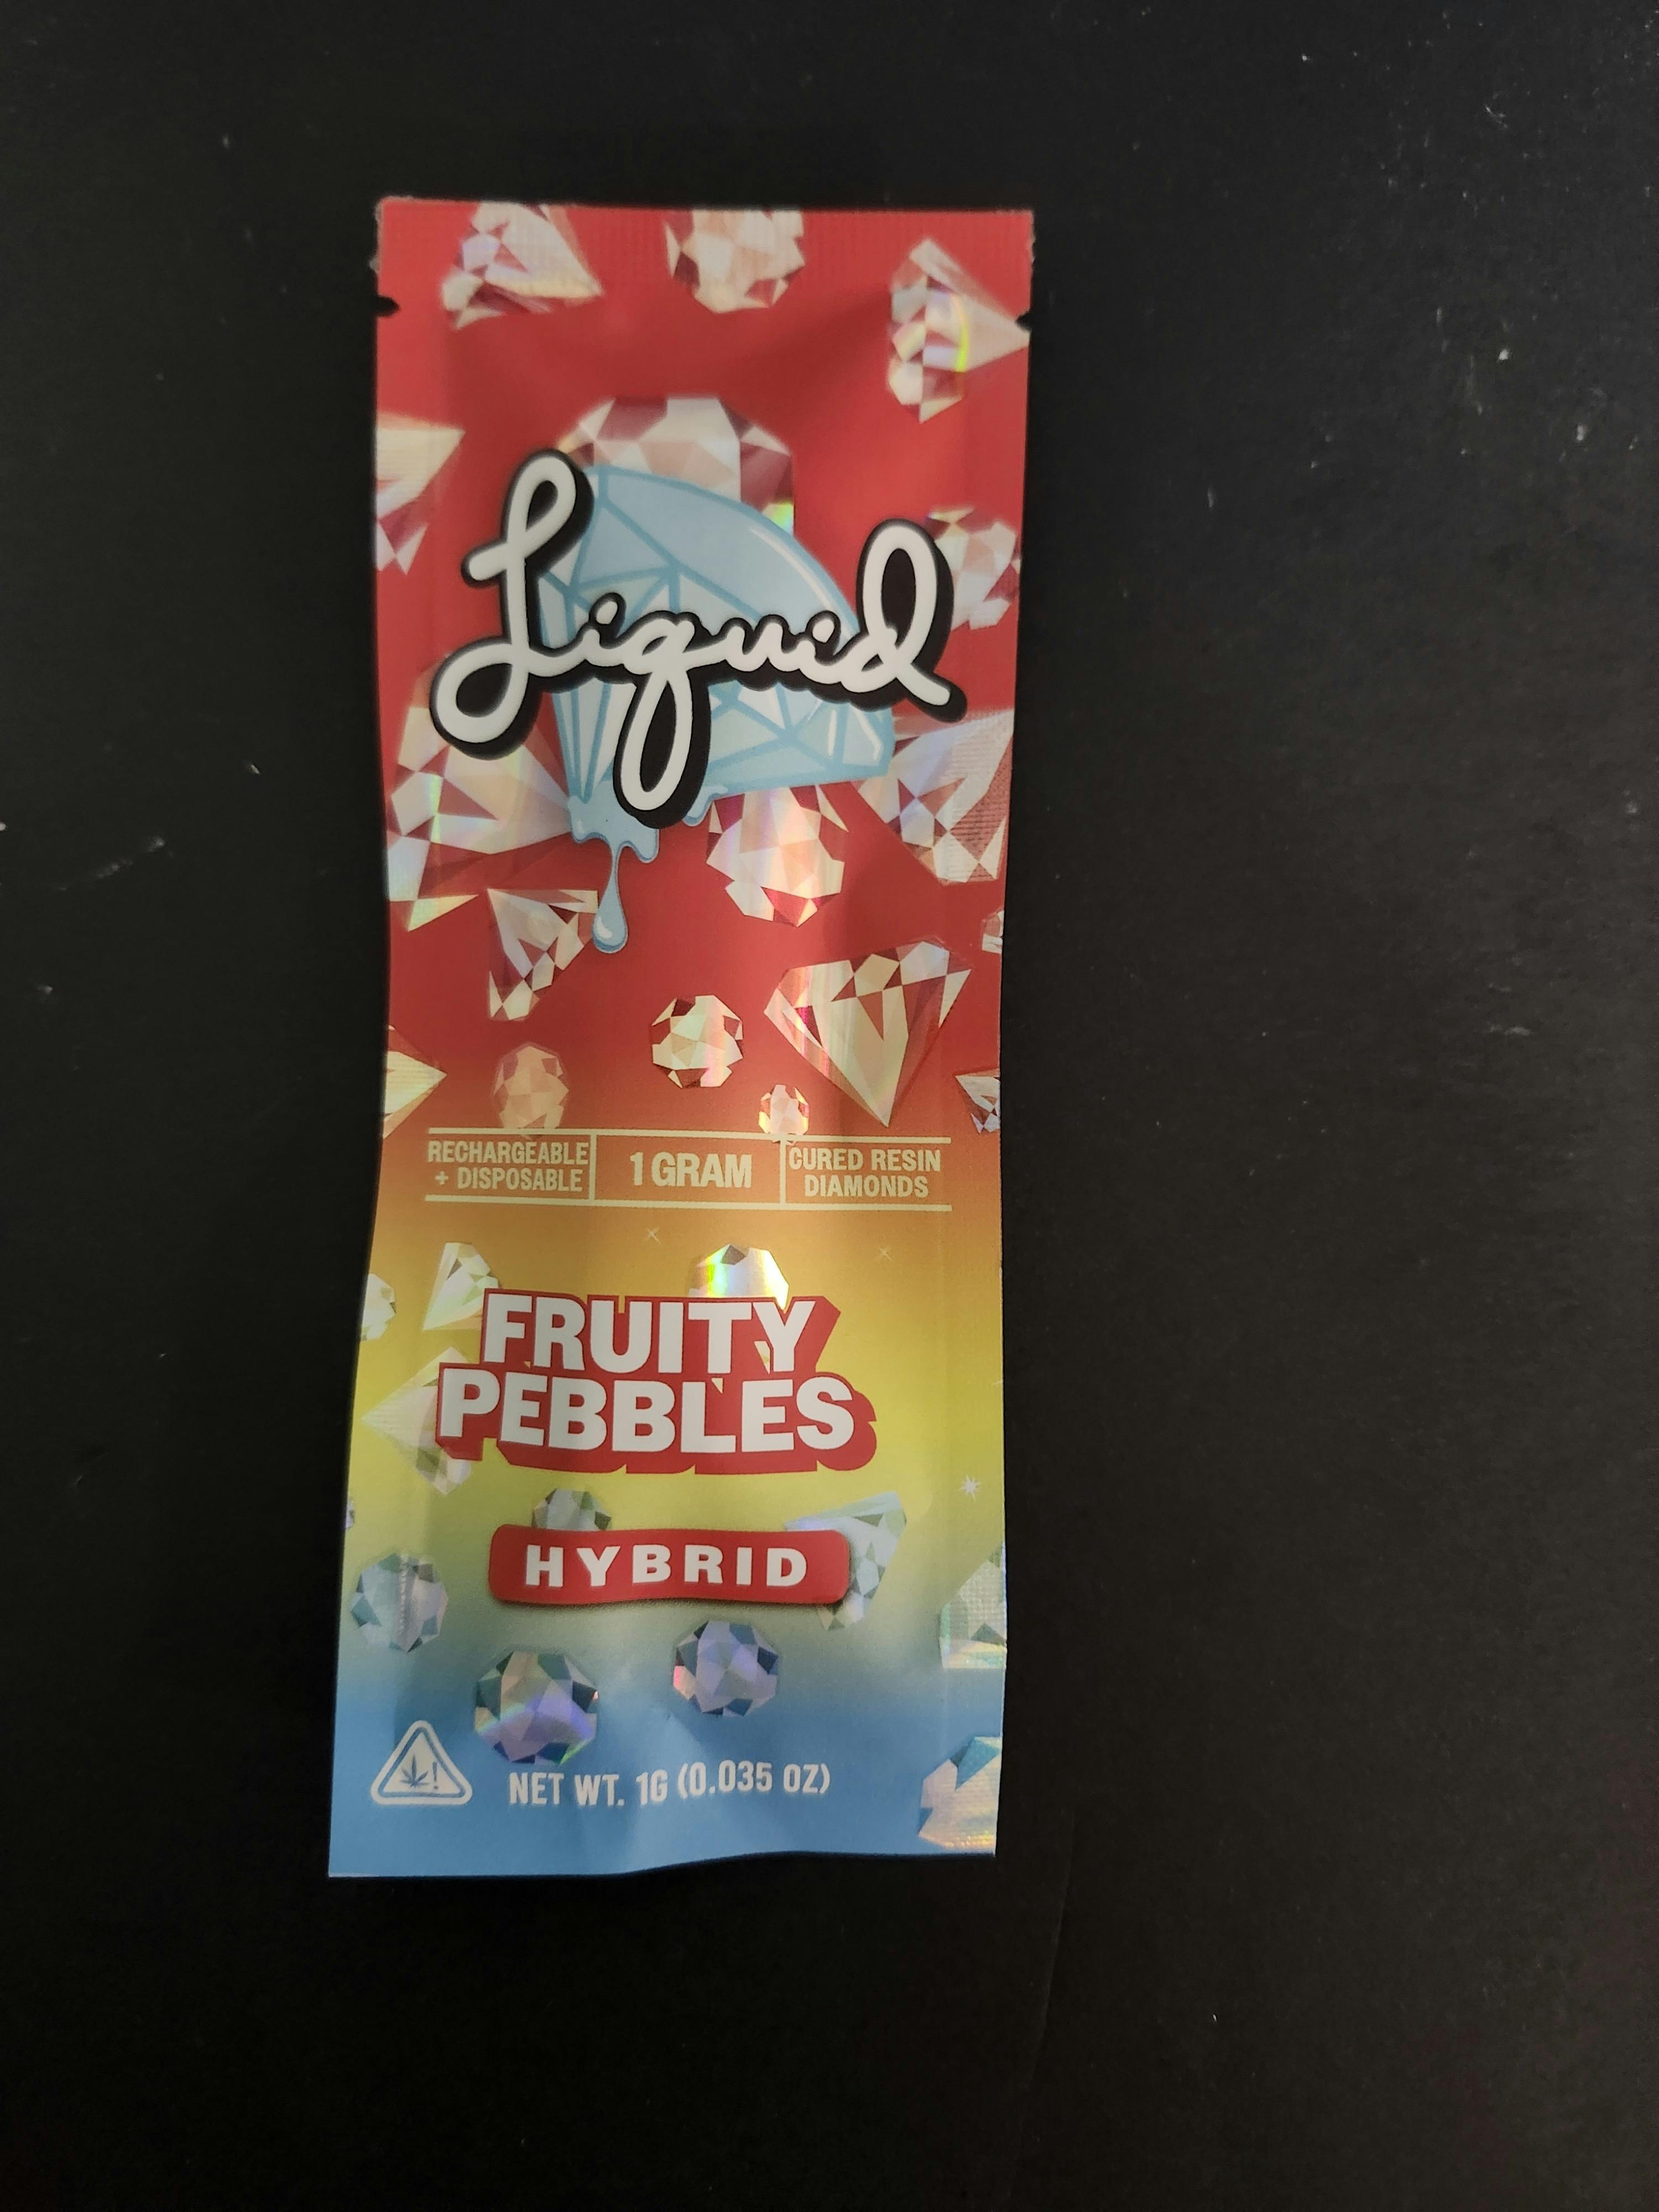 Liquid
RECHARGEABLE
+ DISPOSABLE
1 GRAM
CURED RESIN
DIAMONDS
FRUITY
PEBBLES
HYBRID
!
NET WT. 1G (0.035 OZ)